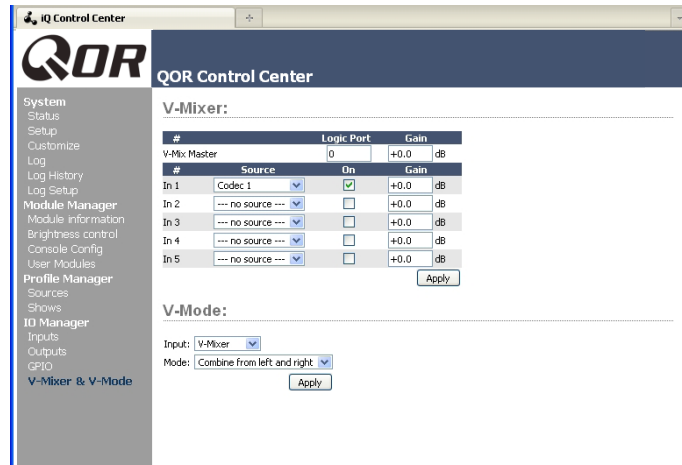 iQ Control Center
QOR
QOR Control Center
System
Status
Setup
Customize
Log
Log History
Log Setup
Module Manager
Module information
Brightness control
Console Config
User Modules
Profile Manager
Sources
Shows
IO Manager
Inputs
Outputs
GPIO
V-Mixer & V-Mode
V-Mixer:
# Logic Port Gain
V-Mix Master 0 +0.0 dB
# Source On Gain
In 1 Codec 1 +0.0 dB
In 2 --- no source --- +0.0 dB
In 3 --- no source --- +0.0 dB
In 4 --- no source --- +0.0 dB
In 5 --- no source --- +0.0 dB
Apply
V-Mode:
Input: V-Mixer
Mode: Combine from left and right
Apply